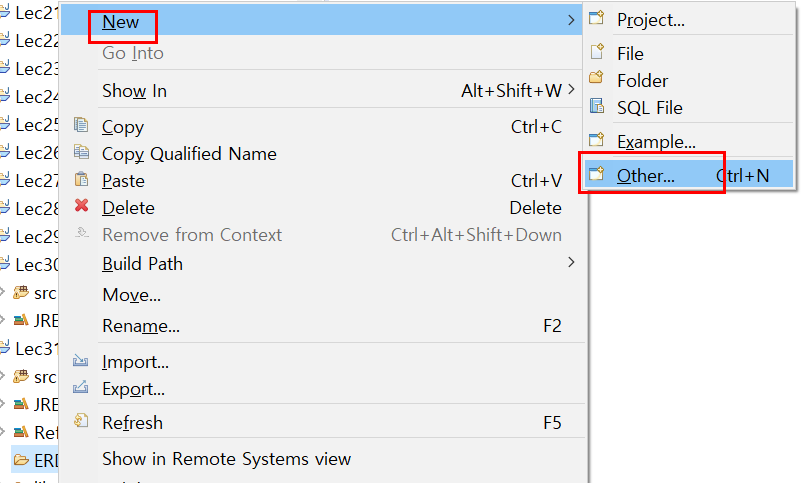 Lec21
Lec22
Lec23
Lec24
Lec25
Lec26
Lec27
Lec28
Lec29
Lec30
src
JRE
Lec31
src
JRE
Ref
ERD
New
Go Into
Show In Alt+Shift+W
Copy Ctrl+C
Copy Qualified Name
Paste Ctrl+V
Delete Delete
Remove from Context Ctrl+Alt+Shift+Down
Build Path
Move...
Rename... F2
Import...
Export...
Refresh F5
Show in Remote Systems view
Project...
File
Folder
SQL File
Example...
Other... Ctrl+N